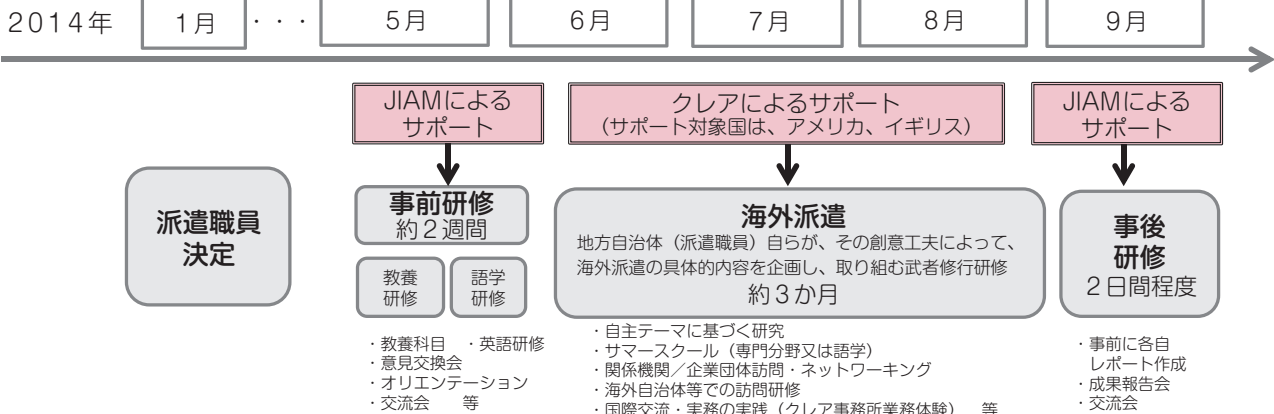 2014年 1月 ・・・ 5月 6月 7月 8月 9月
JIAMによる
サポート
クレアによるサポート
（サポート対象国は、アメリカ、イギリス）
JIAMによる
サポート
派遣職員
決定
事前研修
約2週間
教養
研修
語学
研修
・教養科目 ・英語研修
・意見交換会
・オリエンテーション
・交流会 等
海外派遣
地方自治体（派遣職員）自らが、その創意工夫によって、
海外派遣の具体的内容を企画し、取り組む武者修行研修
約3か月
・自主テーマに基づく研究
・サマースクール（専門分野又は語学）
・関係機関／企業団体訪問・ネットワーキング
・海外自治体等での訪問研修
・国際交流・実務の実践（クレア事務所業務体験） 等
事後
研修
2日間程度
・事前に各自
レポート作成
・成果報告会
・交流会